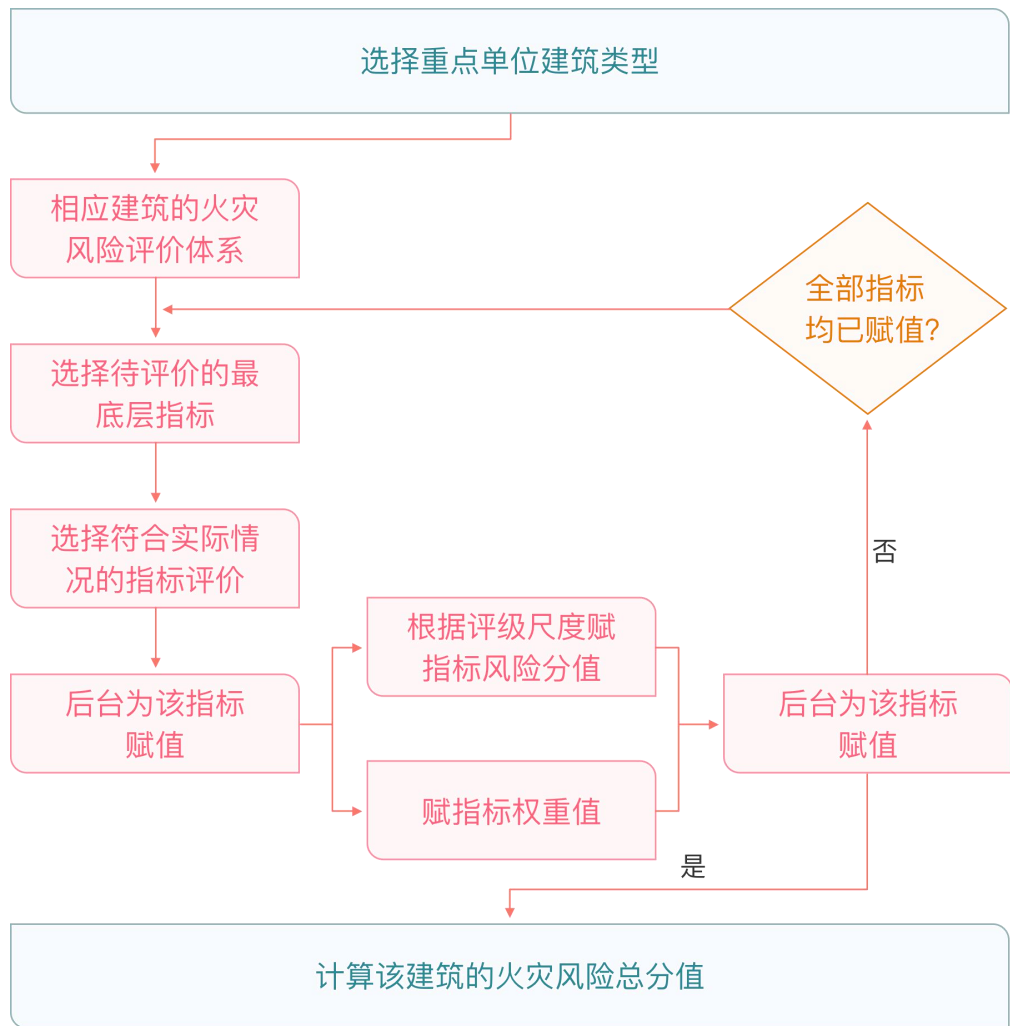 选择重点单位建筑类型
相应建筑的火灾
风险评价体系
全部指标
均已赋值?
选择待评价的最
底层指标
选择符合实际情
况的指标评价
否
根据评级尺度赋
指标风险分值
后台为该指标
赋值
后台为该指标
赋值
赋指标权重值
是
计算该建筑的火灾风险总分值